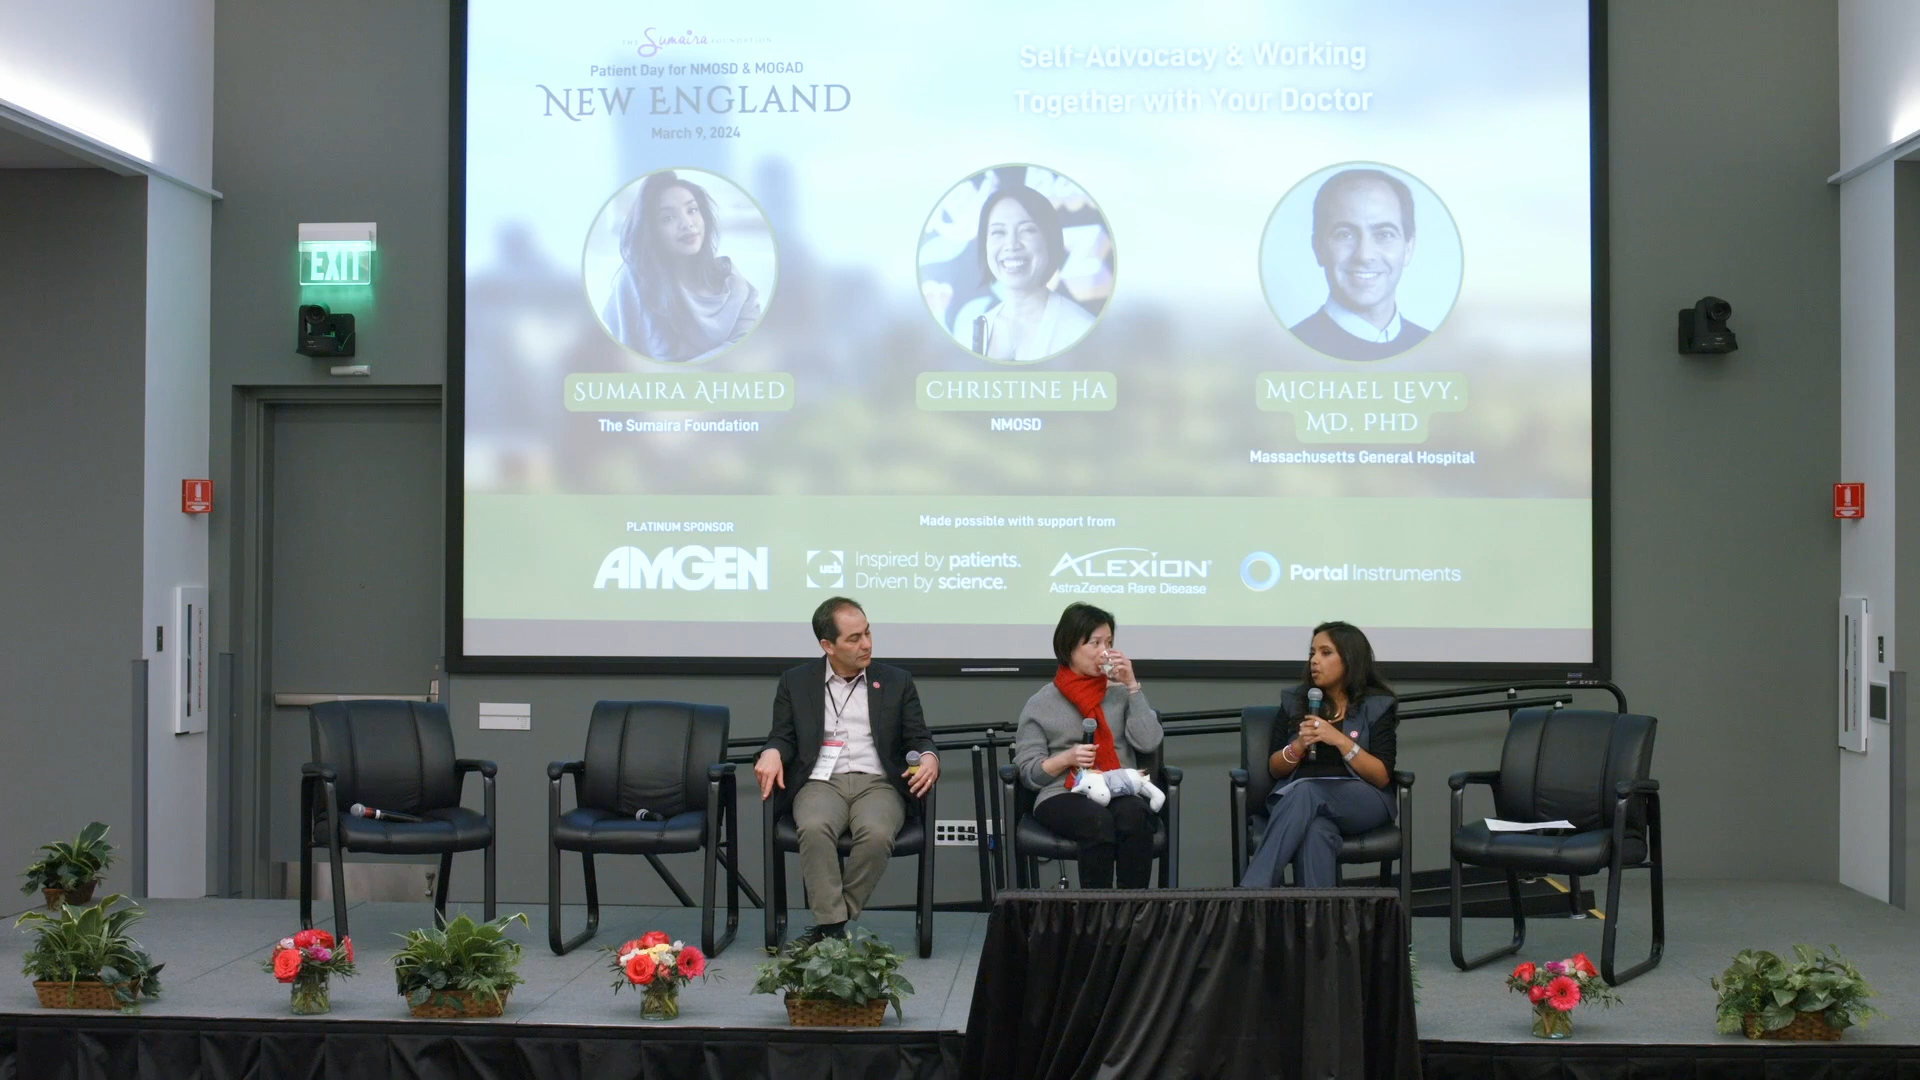 THE Sumaira FOUNDATION
Patient Day for NMOSD & MOGAD
NEW ENGLAND
March 9, 2024
Self-Advocacy & Working
Together with Your Doctor
EXIT
SUMAIRA AHMED
The Sumaira Foundation
CHRISTINE HA
NMOSD
MICHAEL LEVY,
MD, PHD
Massachusetts General Hospital
PLATINUM SPONSOR
AMGEN
Made possible with support from
ucb
Inspired by patients.
Driven by science.
ALEXION®
AstraZeneca Rare Disease
Portal Instruments